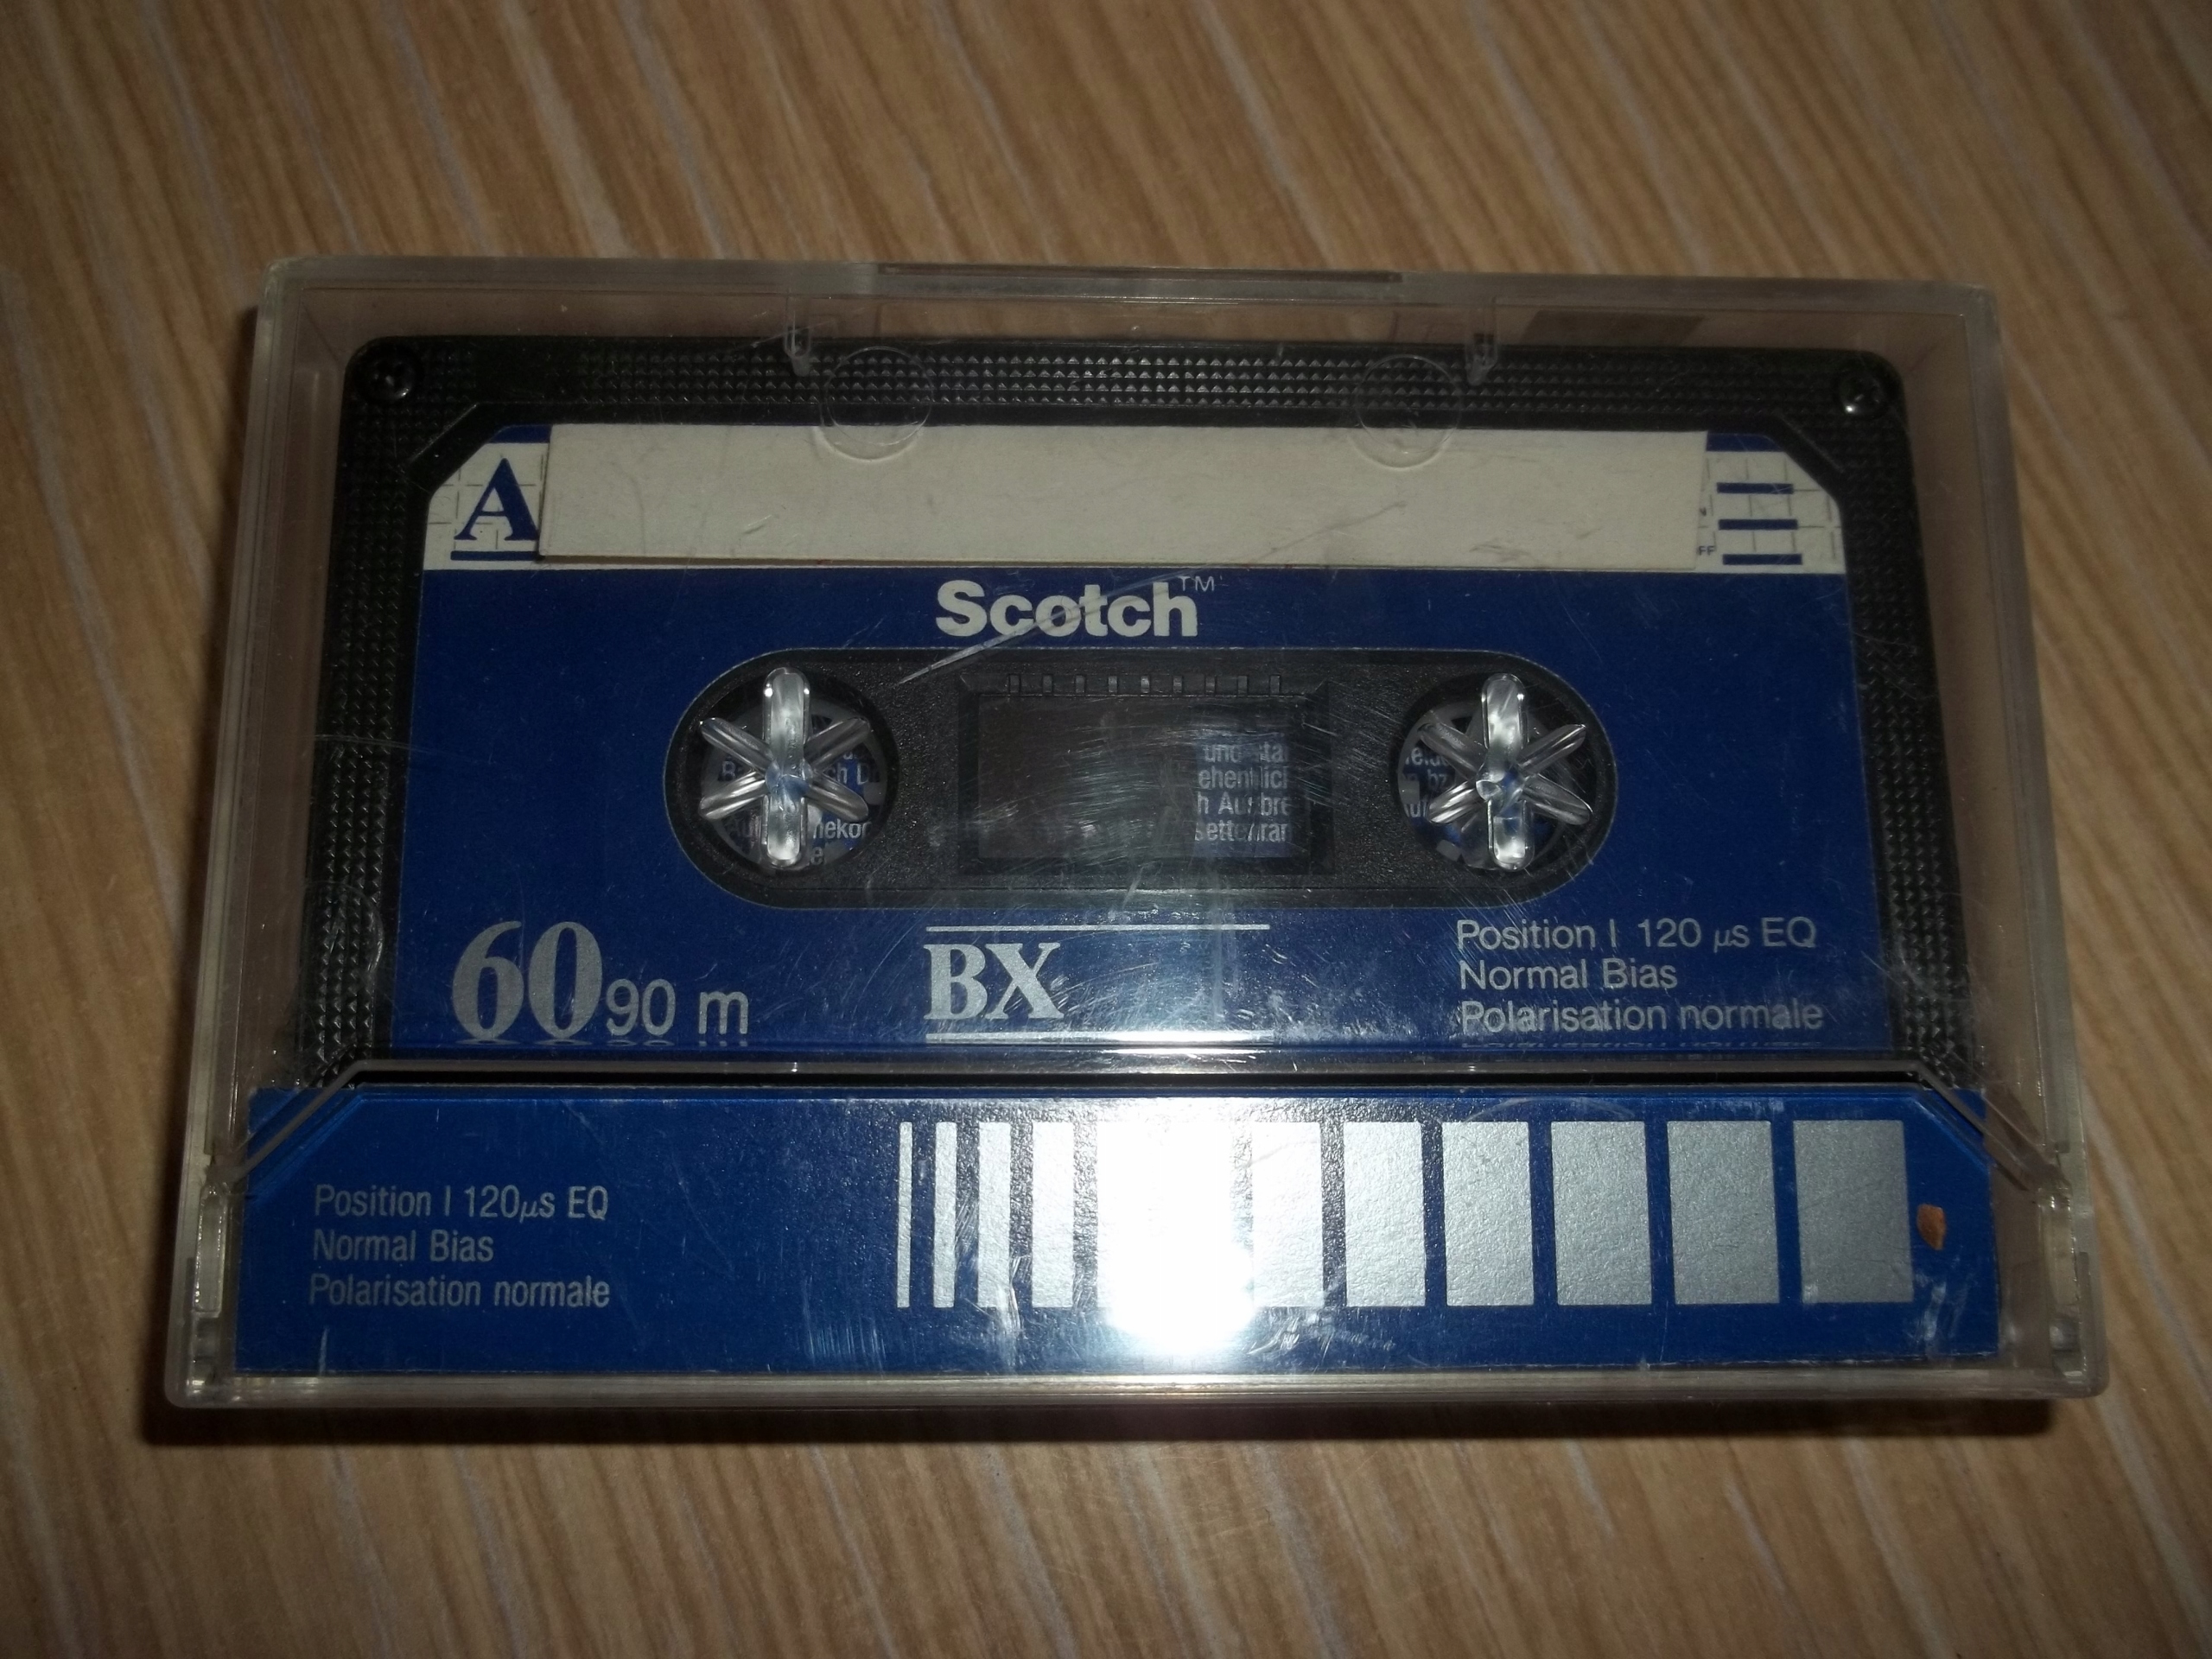 A
Scotch™
60 90 m
BX
Position I 120 µs EQ
Normal Bias
Polarisation normale
Position I 120µs EQ
Normal Bias
Polarisation normale